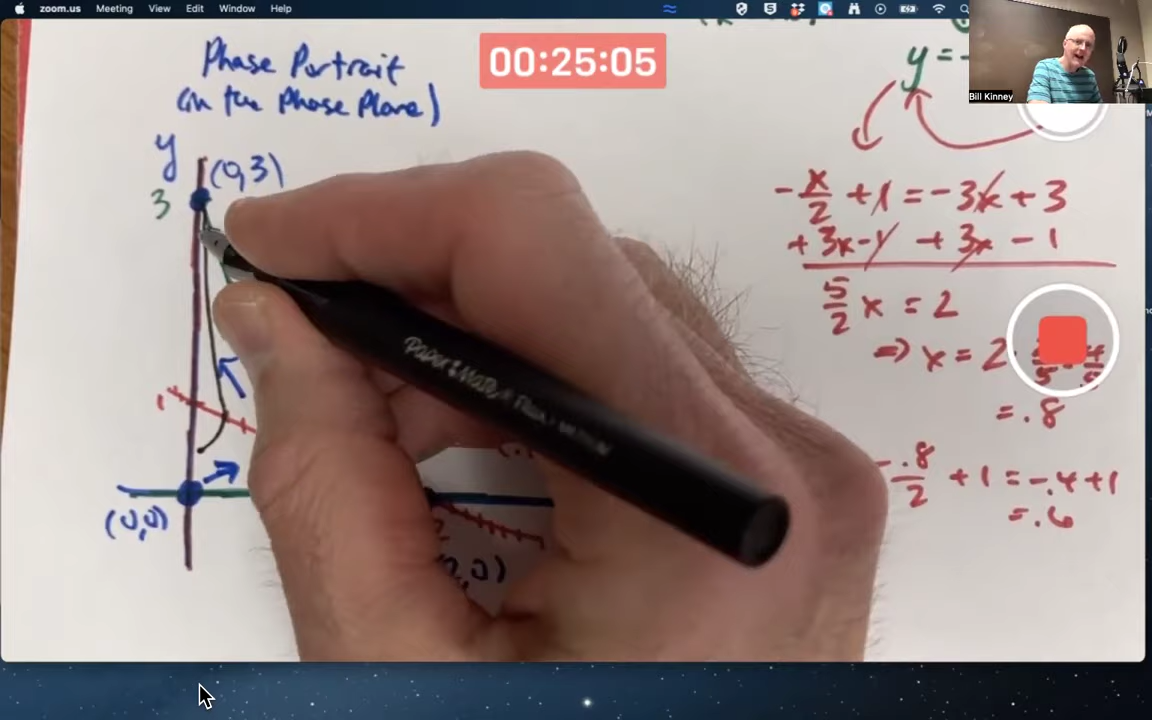 zoom.us Meeting View Edit Window Help
00:25:05
Bill Kinney
Phase Portrait
(in the Phase Plane)
y
(0,3)
3
1
(0,0)
y = -
-x/2 + 1 = -3x + 3
+ 3x - 1 + 3x - 1
5/2 x = 2
⇒ x = 2 ·
= .8
-.8/2 + 1 = -.4 + 1
= .6